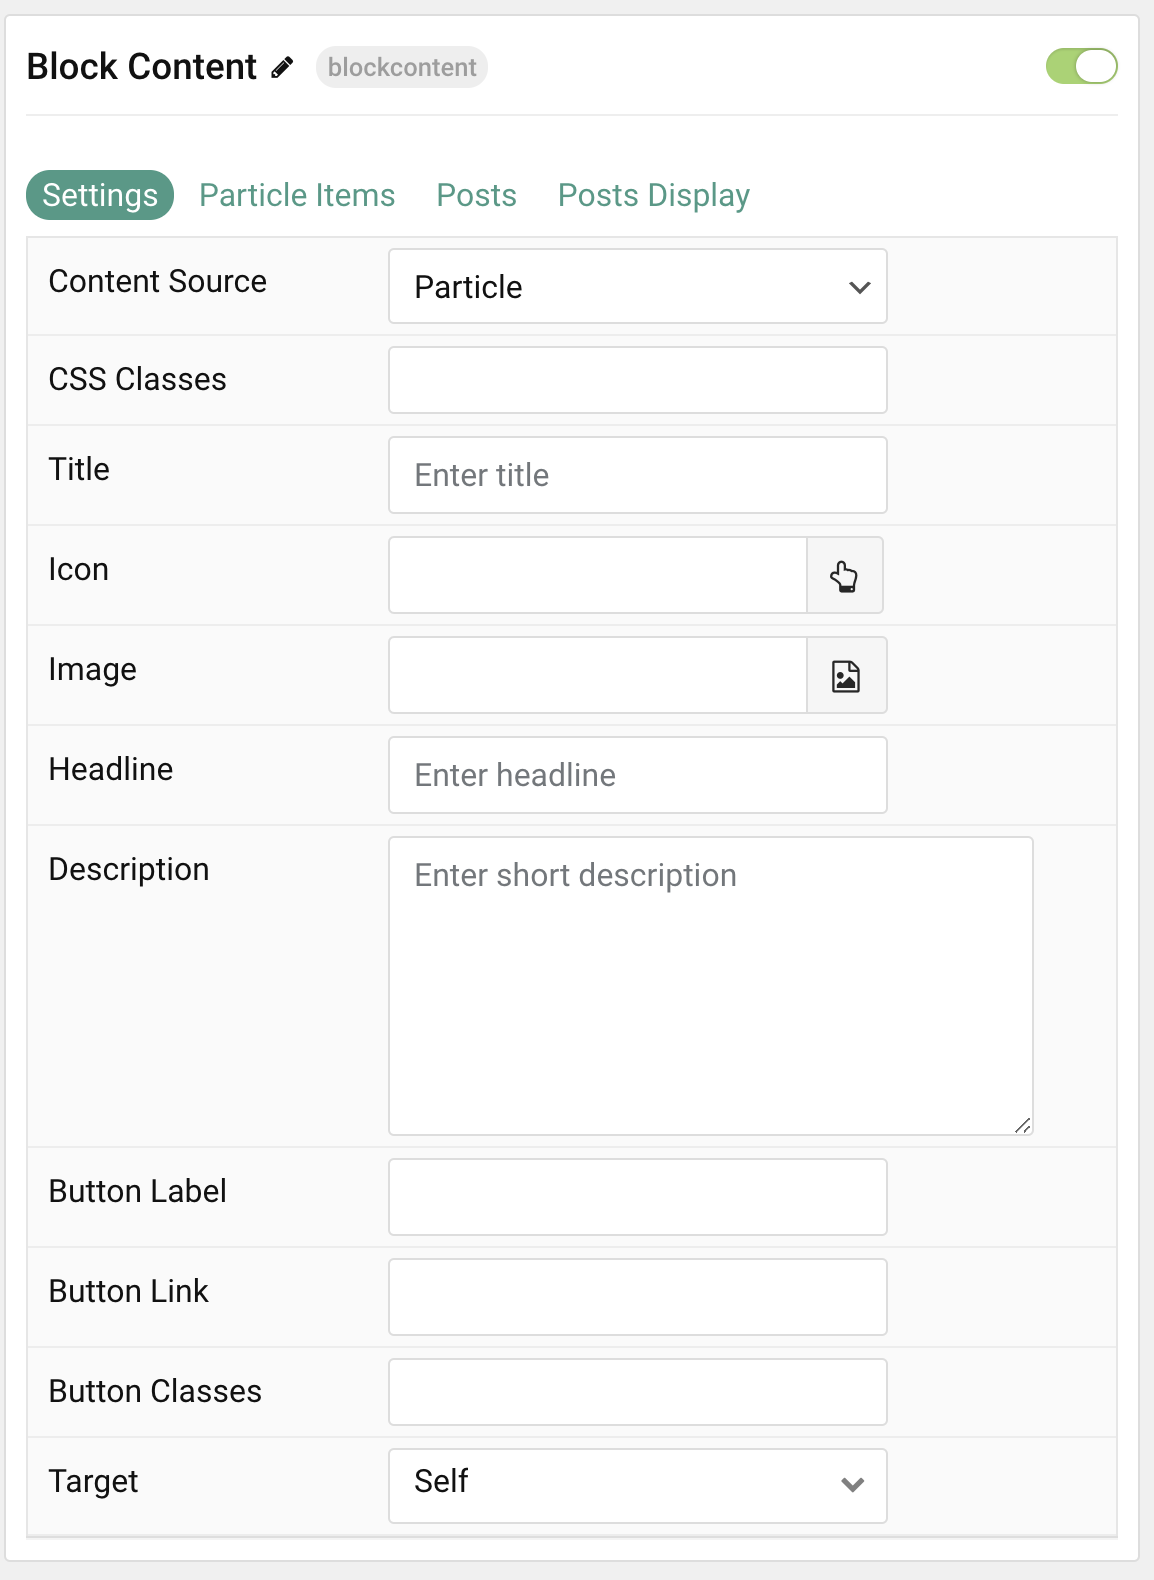 Block Content blockcontent
Settings Particle Items Posts Posts Display
Content Source Particle
CSS Classes
Title Enter title
Icon
Image
Headline Enter headline
Description Enter short description
Button Label
Button Link
Button Classes
Target Self